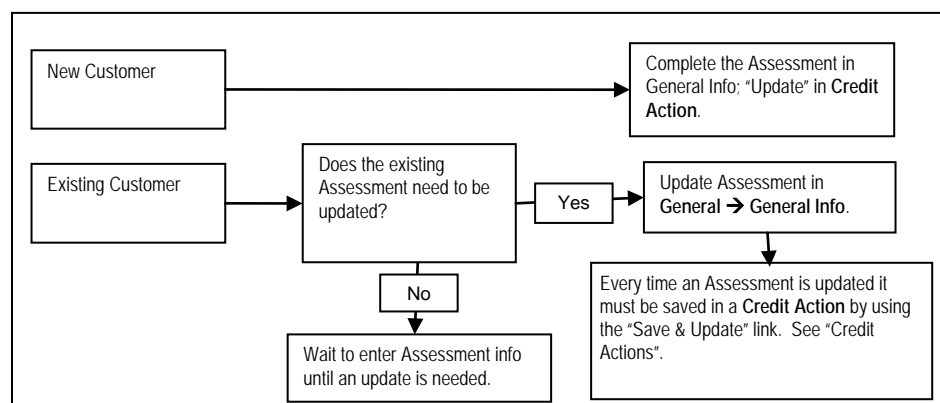 New Customer
Complete the Assessment in
General Info; “Update” in Credit
Action.
Existing Customer
Does the existing
Assessment need to be
updated?
Yes
Update Assessment in
General → General Info.
No
Every time an Assessment is updated it
must be saved in a Credit Action by using
the “Save & Update” link.  See “Credit
Actions”.
Wait to enter Assessment info
until an update is needed.